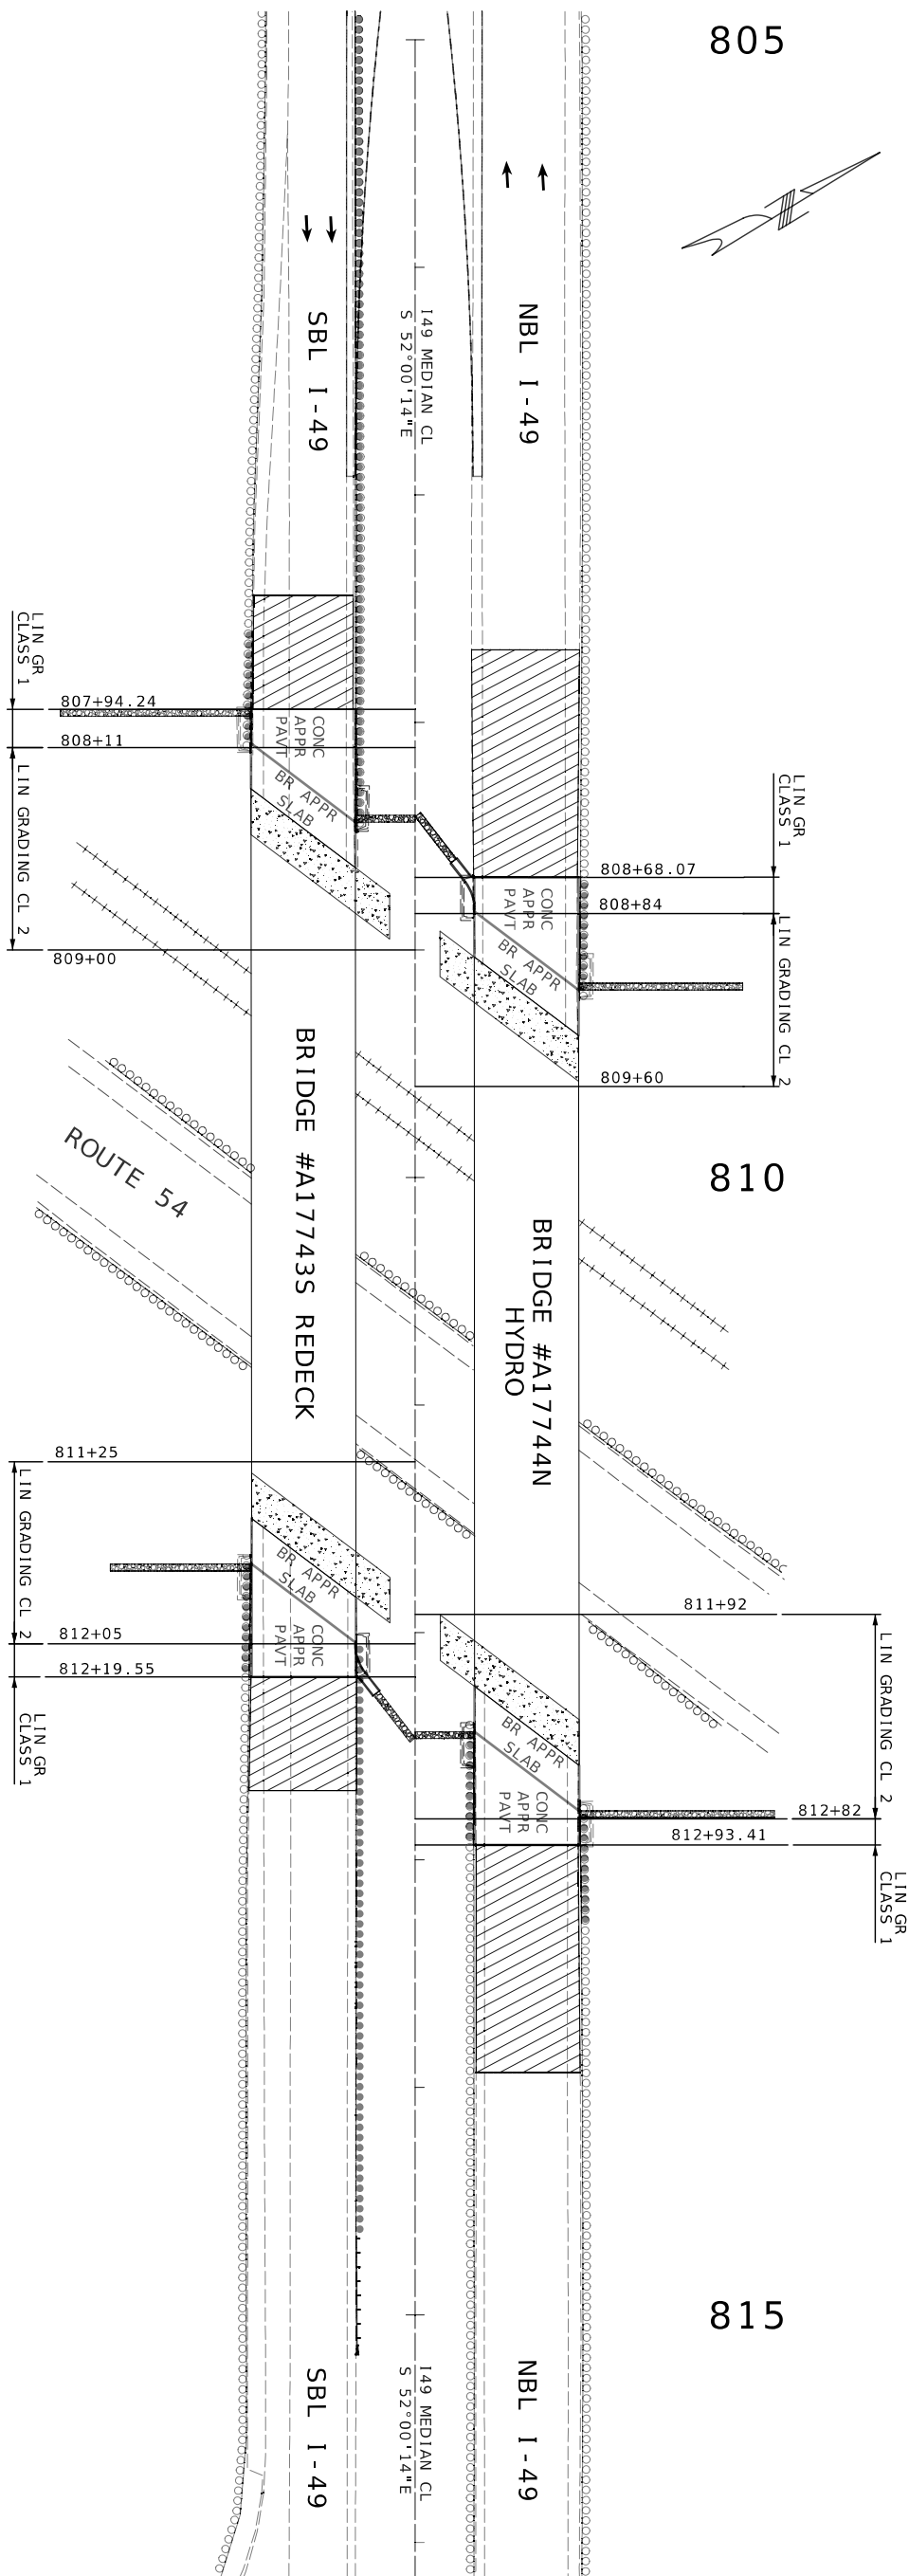 805
SBL I-49
I49 MEDIAN CL
S 52°00'14"E
NBL I-49
LIN GR
CLASS 1
807+94.24
808+11
LIN GRADING CL 2
809+00
CONC
APPR
PAVT
BR APPR
SLAB
LIN GR
CLASS 1
808+68.07
808+84
LIN GRADING CL 2
809+60
CONC
APPR
PAVT
BR APPR
SLAB
ROUTE 54
BRIDGE #A17743S REDECK
BRIDGE #A17744N
HYDRO
810
811+25
LIN GRADING CL 2
812+05
812+19.55
LIN GR
CLASS 1
BR APPR
SLAB
CONC
APPR
PAVT
811+92
LIN GRADING CL 2
812+82
812+93.41
LIN GR
CLASS 1
BR APPR
SLAB
CONC
APPR
PAVT
815
SBL I-49
I49 MEDIAN CL
S 52°00'14"E
NBL I-49